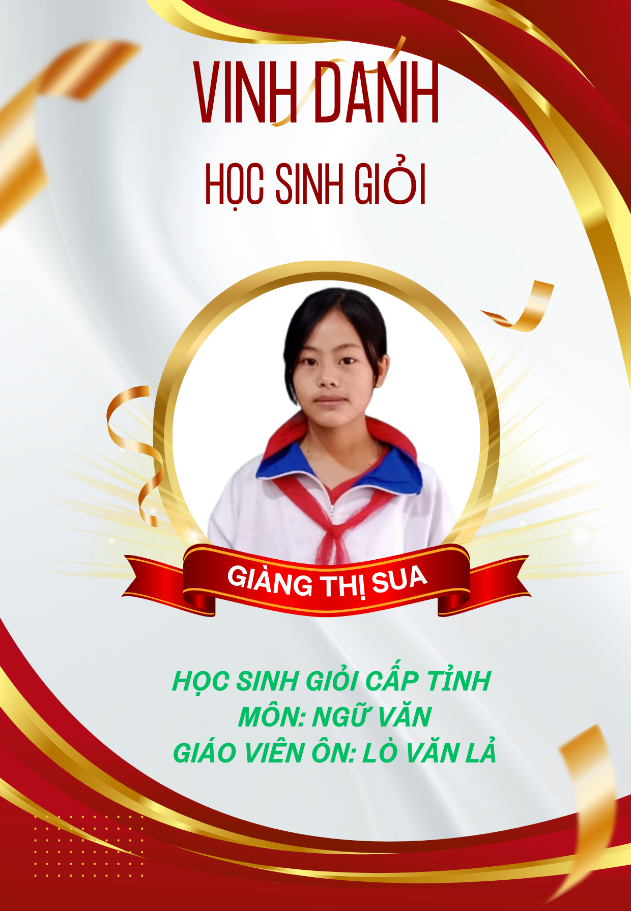 VINH DANH
HỌC SINH GIỎI
GIÀNG THỊ SUA
HỌC SINH GIỎI CẤP TỈNH
MÔN: NGỮ VĂN
GIÁO VIÊN ÔN: LÒ VĂN LẢ